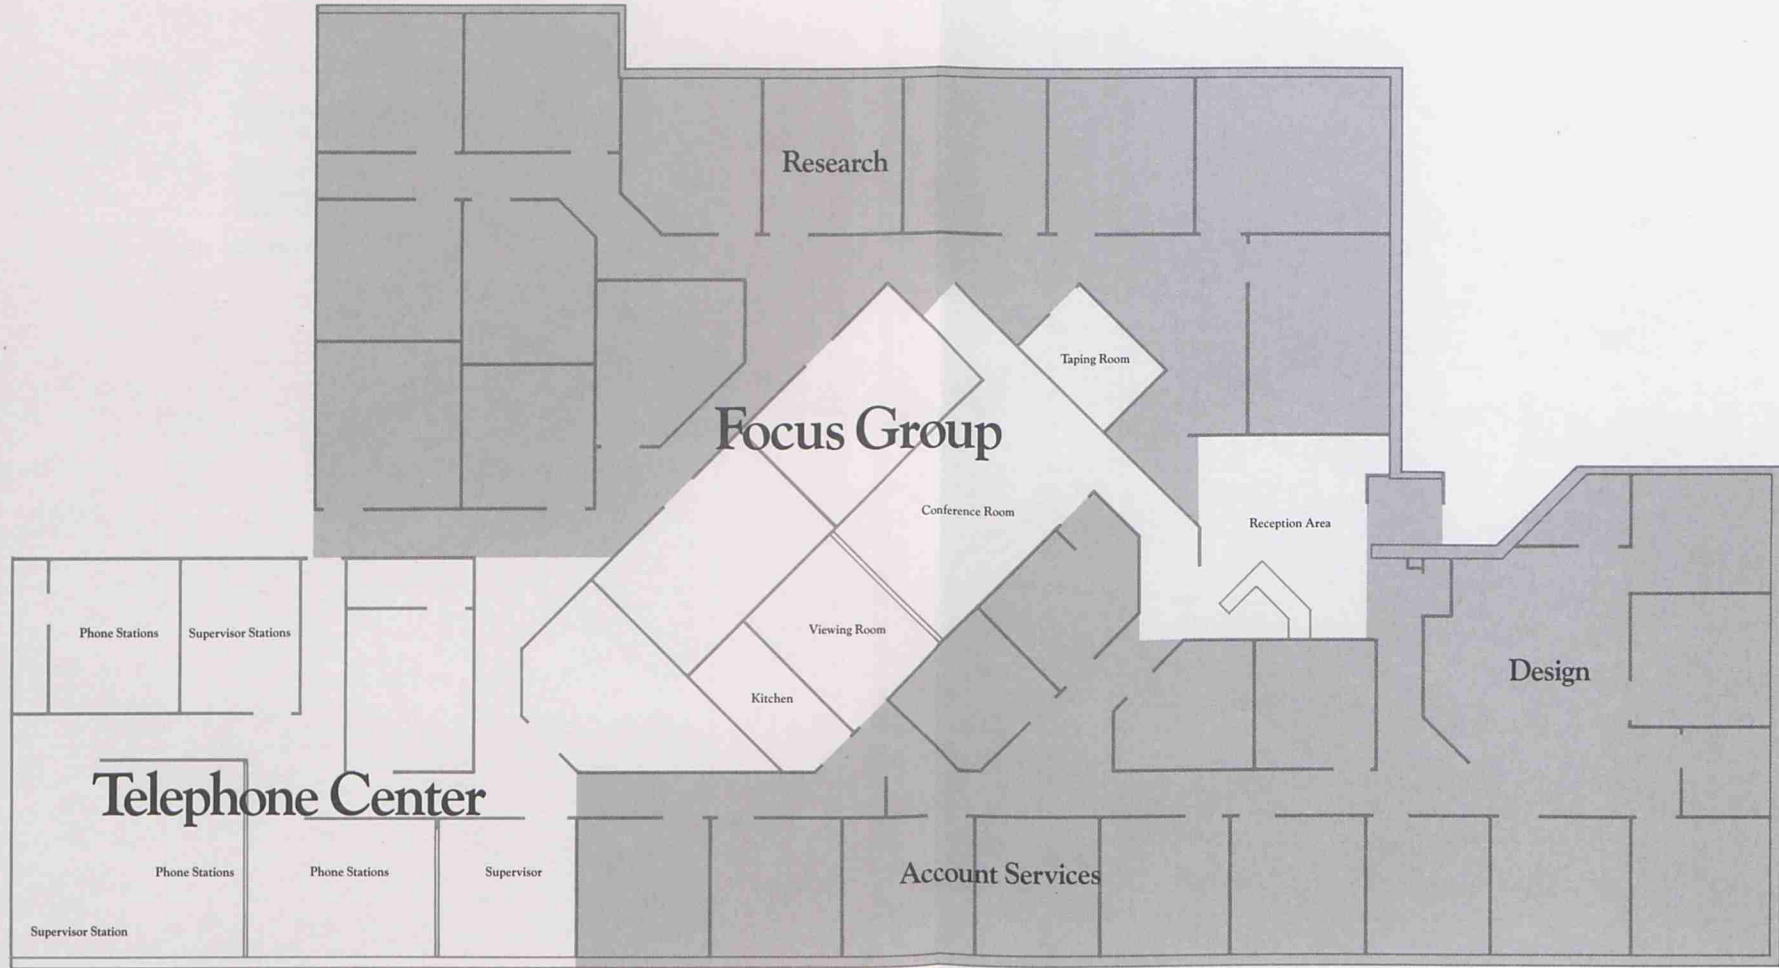 Research
Taping Room
Focus Group
Conference Room
Reception Area
Phone Stations
Supervisor Stations
Viewing Room
Design
Kitchen
Telephone Center
Phone Stations
Phone Stations
Supervisor
Account Services
Supervisor Station